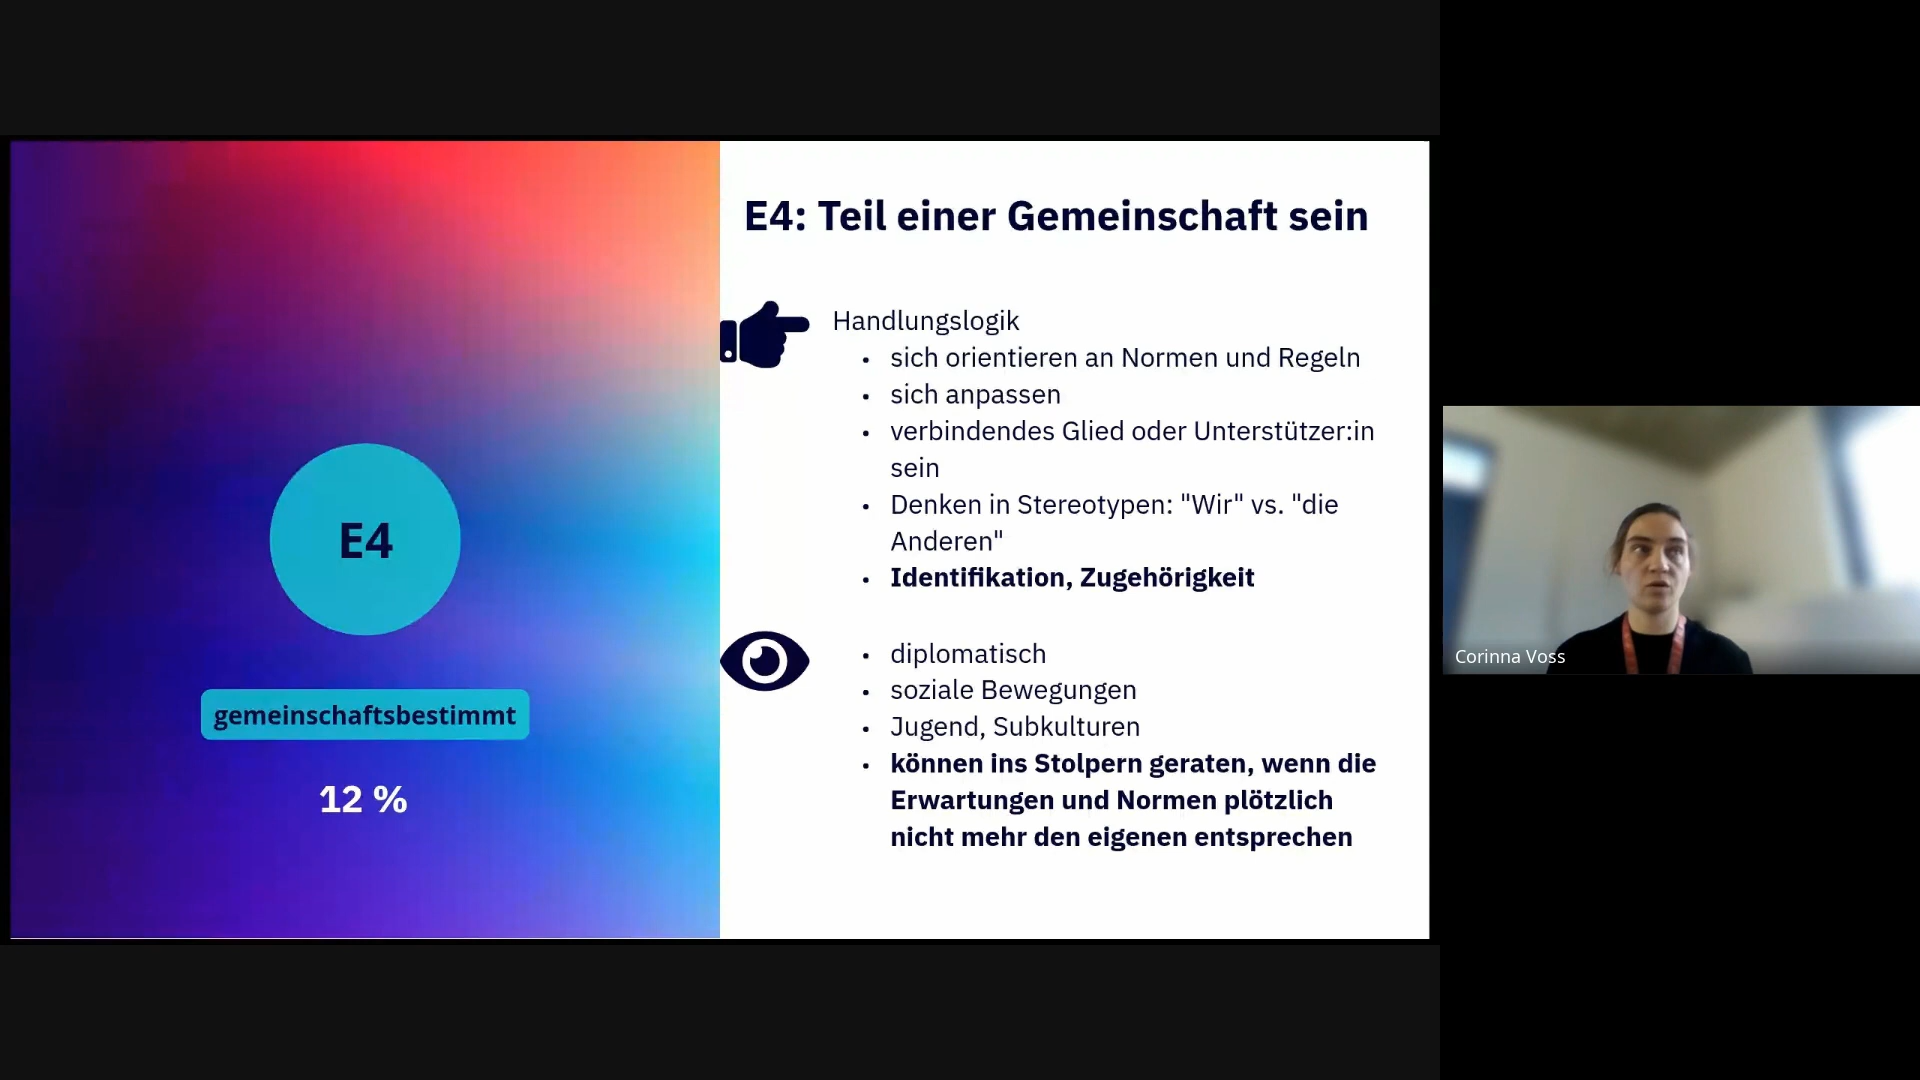 E4: Teil einer Gemeinschaft sein
Handlungslogik
• sich orientieren an Normen und Regeln
• sich anpassen
• verbindendes Glied oder Unterstützer:in
sein
• Denken in Stereotypen: "Wir" vs. "die
Anderen"
• Identifikation, Zugehörigkeit
• diplomatisch
• soziale Bewegungen
• Jugend, Subkulturen
• können ins Stolpern geraten, wenn die
Erwartungen und Normen plötzlich
nicht mehr den eigenen entsprechen
E4
gemeinschaftsbestimmt
12 %
Corinna Voss